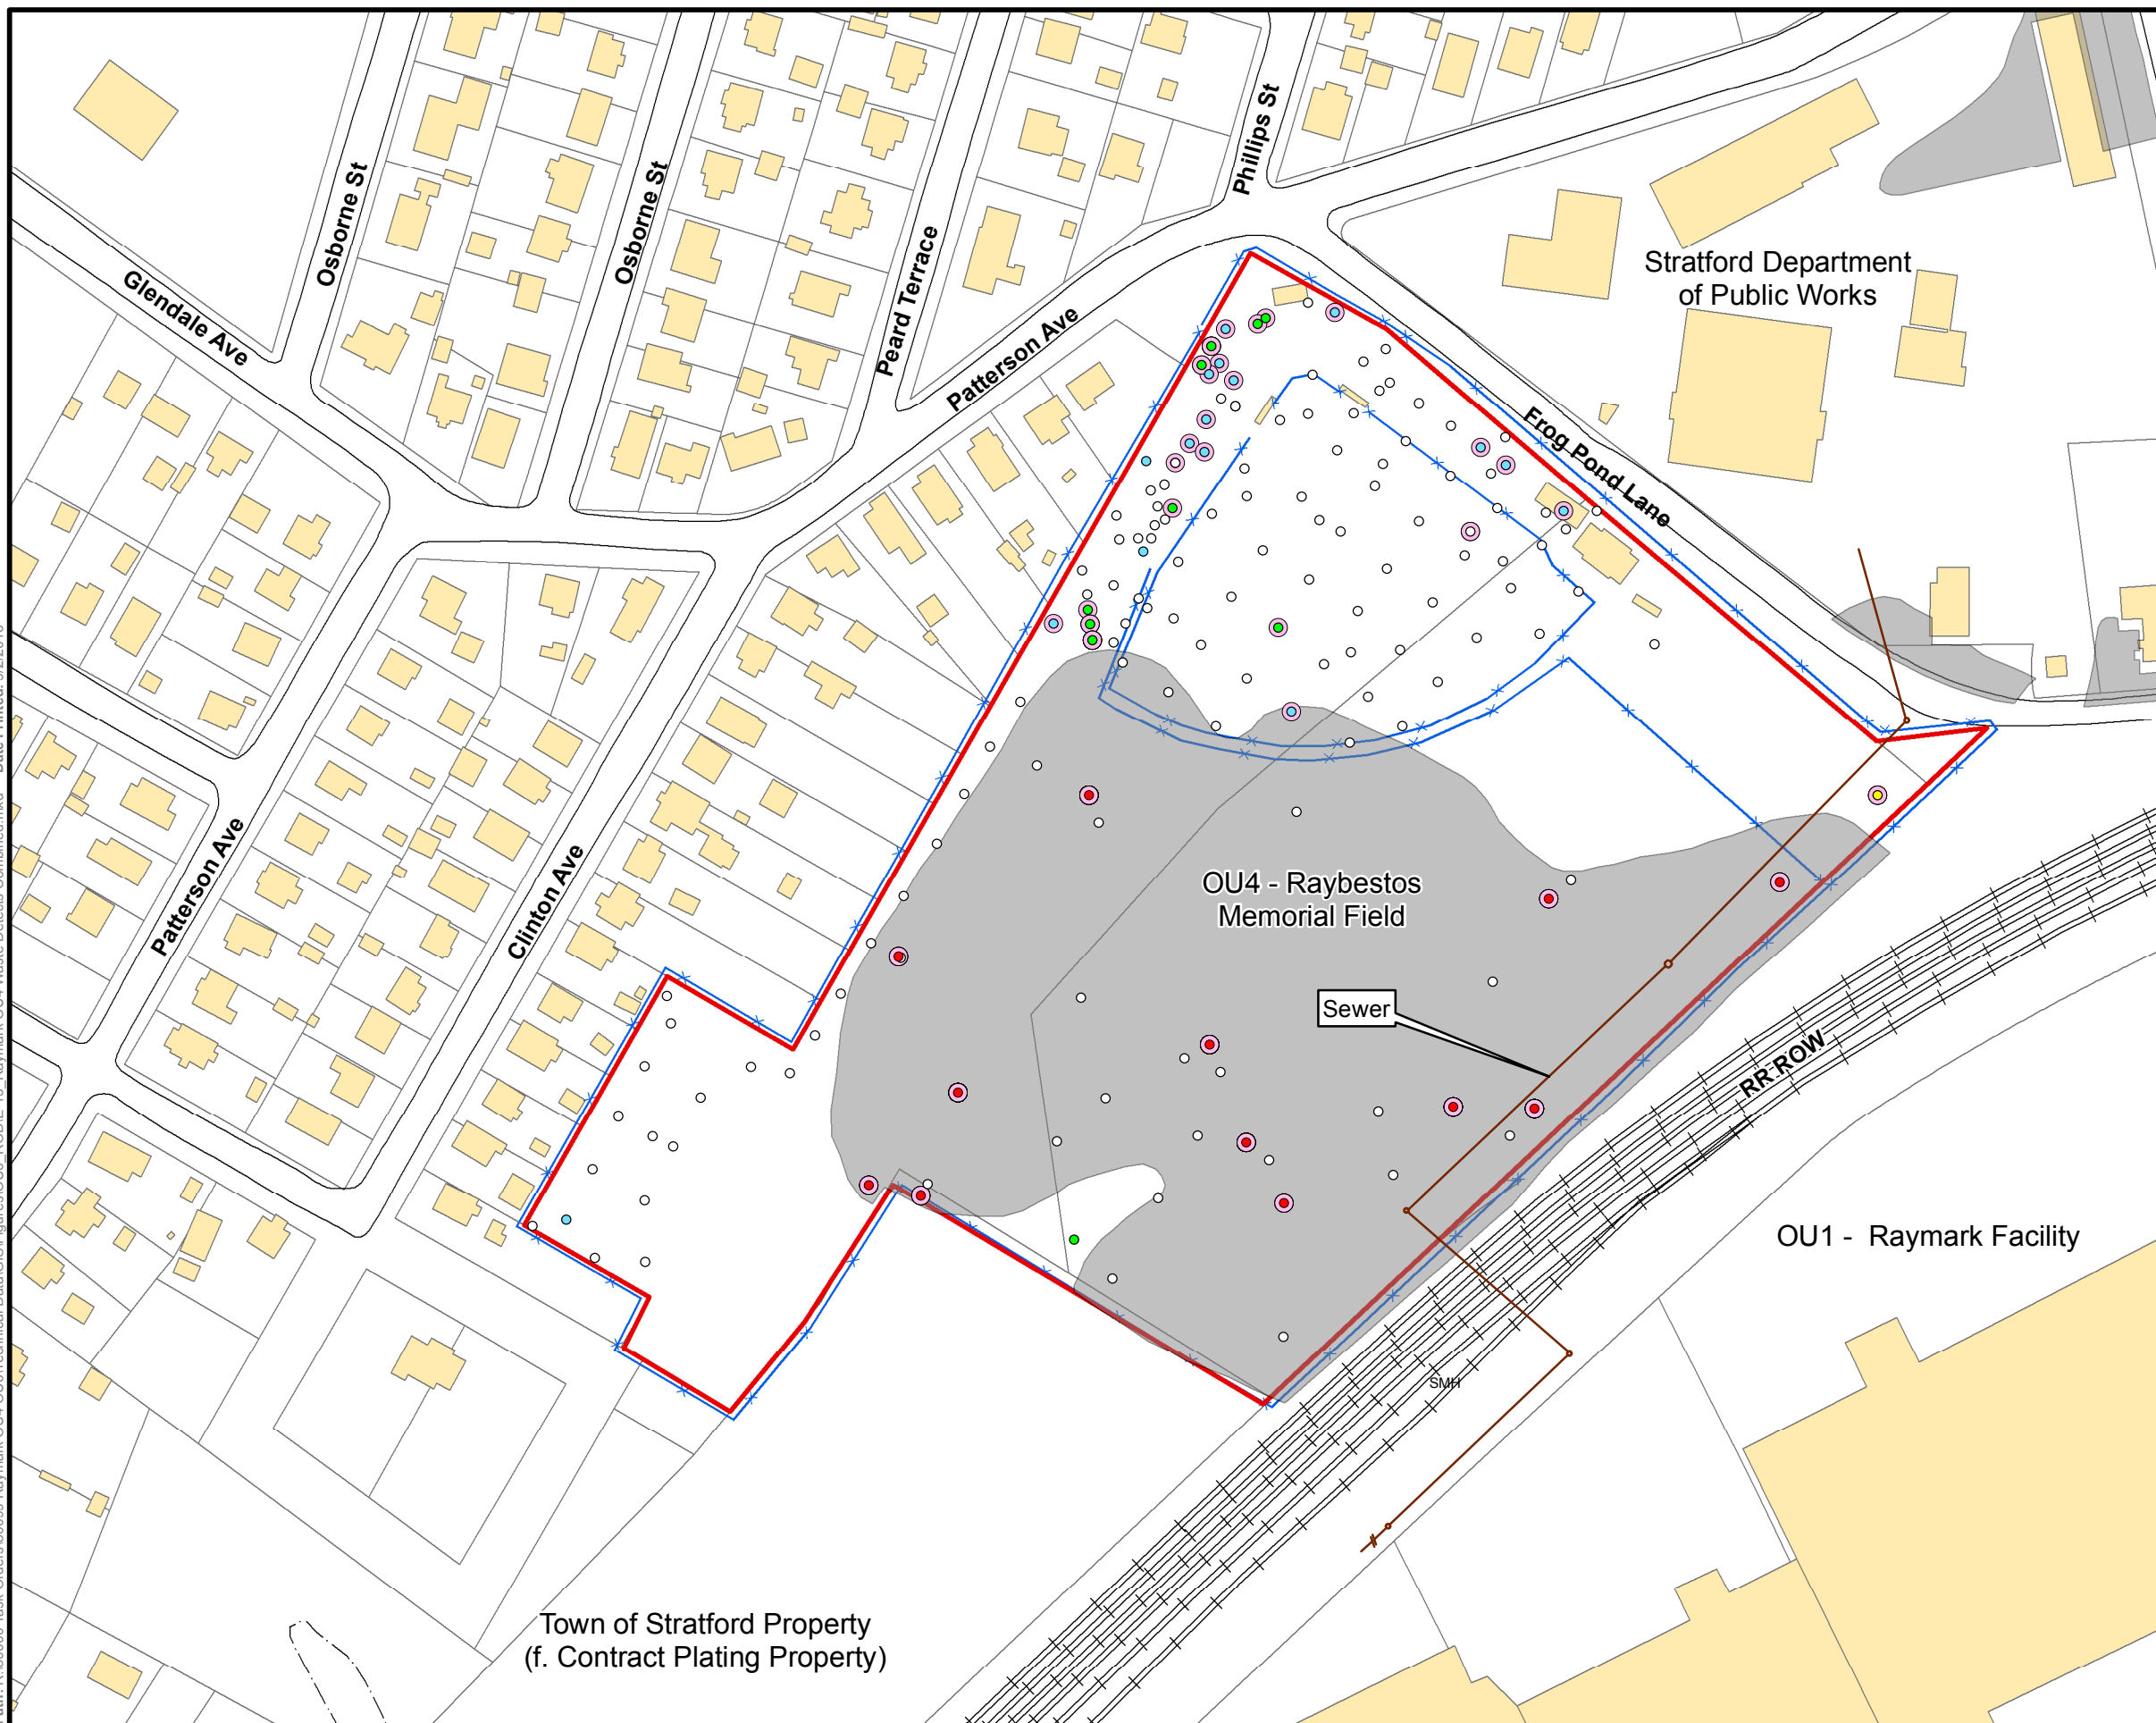 Phillips St
Osborne St
Osborne St
Peard Terrace
Glendale Ave
Stratford Department
of Public Works
Patterson Ave
Frog Pond Lane
Patterson Ave
Clinton Ave
OU4 - Raybestos
Memorial Field
Sewer
RR ROW
OU1 - Raymark Facility
SMH
Town of Stratford Property
(f. Contract Plating Property)